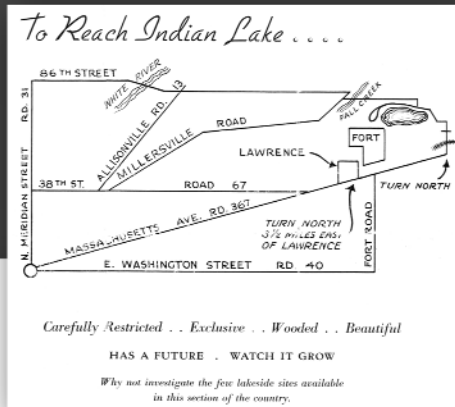 To Reach Indian Lake . . . .
86TH STREET
WHITE RIVER
ALLISONVILLE RD. 13
MILLERSVILLE ROAD
FALL CREEK
FORT
LAWRENCE
N. MERIDIAN STREET RD. 31
38TH ST. ROAD 67
TURN NORTH
MASSACHUSETTS AVE. RD. 367
TURN NORTH
3½ MILES EAST
OF LAWRENCE
FORT ROAD
E. WASHINGTON STREET RD 40
Carefully Restricted . . Exclusive . . Wooded . . Beautiful
HAS A FUTURE . WATCH IT GROW
Why not investigate the few lakeside sites available
in this section of the country.